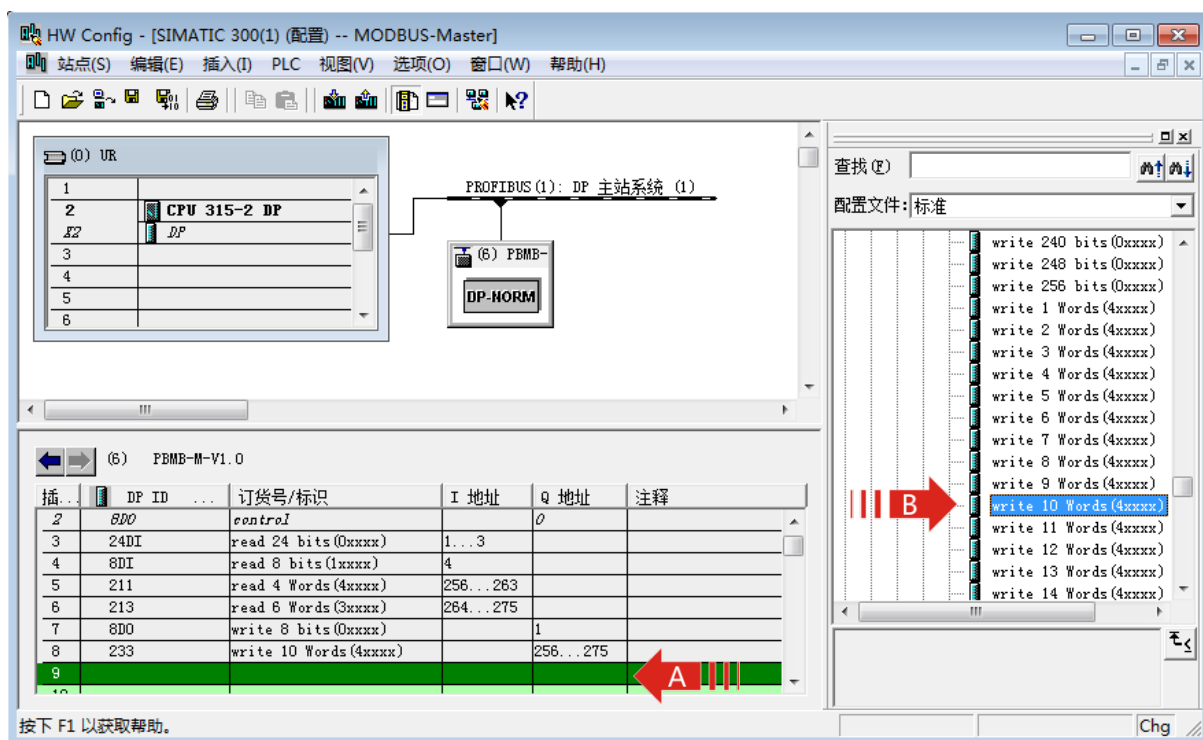 HW Config - [SIMATIC 300(1) (配置) -- MODBUS-Master]
站点(S) 编辑(E) 插入(I) PLC 视图(V) 选项(O) 窗口(W) 帮助(H)
(0) UR
1
2 CPU 315-2 DP
X2 DP
3
4
5
6
PROFIBUS(1): DP 主站系统 (1)
(6) PBMB-
DP-NORM
查找(F)
配置文件: 标准
write 240 bits(0xxxx)
write 248 bits(0xxxx)
write 256 bits(0xxxx)
write 1 Words(4xxxx)
write 2 Words(4xxxx)
write 3 Words(4xxxx)
write 4 Words(4xxxx)
write 5 Words(4xxxx)
write 6 Words(4xxxx)
write 7 Words(4xxxx)
write 8 Words(4xxxx)
write 9 Words(4xxxx)
write 10 Words(4xxxx)
write 11 Words(4xxxx)
write 12 Words(4xxxx)
write 13 Words(4xxxx)
write 14 Words(4xxxx)
B
(6) PBMB-M-V1.0
插... DP ID ... 订货号/标识 I 地址 Q 地址 注释
2 8DO control 0
3 24DI read 24 bits(0xxxx) 1...3
4 8DI read 8 bits(1xxxx) 4
5 211 read 4 Words(4xxxx) 256...263
6 213 read 6 Words(3xxxx) 264...275
7 8DO write 8 bits(0xxxx) 1
8 233 write 10 Words(4xxxx) 256...275
9
10
A
按下 F1 以获取帮助。
Chg